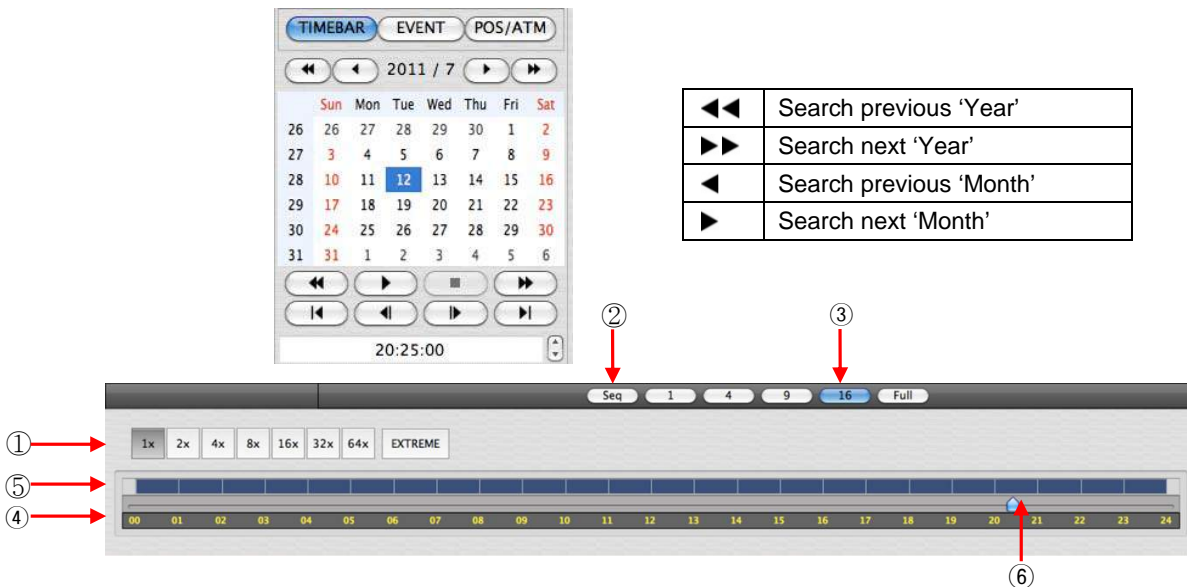 TIMEBAR EVENT POS/ATM
2011 / 7
Sun Mon Tue Wed Thu Fri Sat
26 26 27 28 29 30 1 2
27 3 4 5 6 7 8 9
28 10 11 12 13 14 15 16
29 17 18 19 20 21 22 23
30 24 25 26 27 28 29 30
31 31 1 2 3 4 5 6
20:25:00
◀◀ Search previous ‘Year’
▶▶ Search next ‘Year’
◀ Search previous ‘Month’
▶ Search next ‘Month’
② ③
Seq 1 4 9 16 Full
① 1x 2x 4x 8x 16x 32x 64x EXTREME
⑤
④ 00 01 02 03 04 05 06 07 08 09 10 11 12 13 14 15 16 17 18 19 20 21 22 23 24
⑥